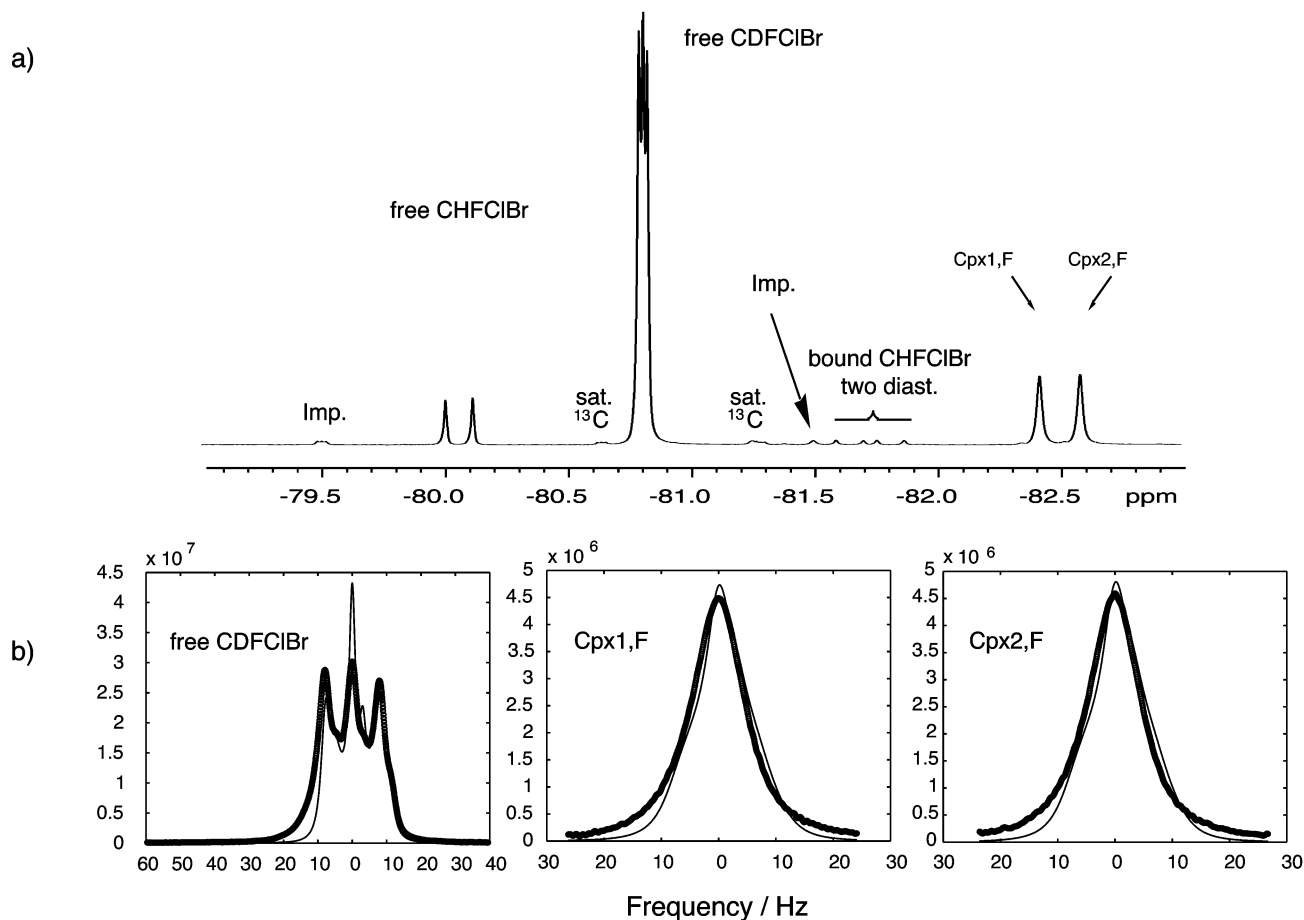 a)
free CDFClBr
free CHFClBr
Cpx1,F
Cpx2,F
Imp.
bound CHFClBr
two diast.
Imp.
sat.
13C
sat.
13C
-79.5 -80.0 -80.5 -81.0 -81.5 -82.0 -82.5 ppm
b)
x 10 7
4.5
4
3.5
3
2.5
2
1.5
1
0.5
0
free CDFClBr
60 50 40 30 20 10 0 10 20 30 40
x 10 6
5
4.5
4
3.5
3
2.5
2
1.5
1
0.5
0
Cpx1,F
30 20 10 0 10 20 30
x 10 6
5
4.5
4
3.5
3
2.5
2
1.5
1
0.5
0
Cpx2,F
30 20 10 0 10 20 30
Frequency / Hz